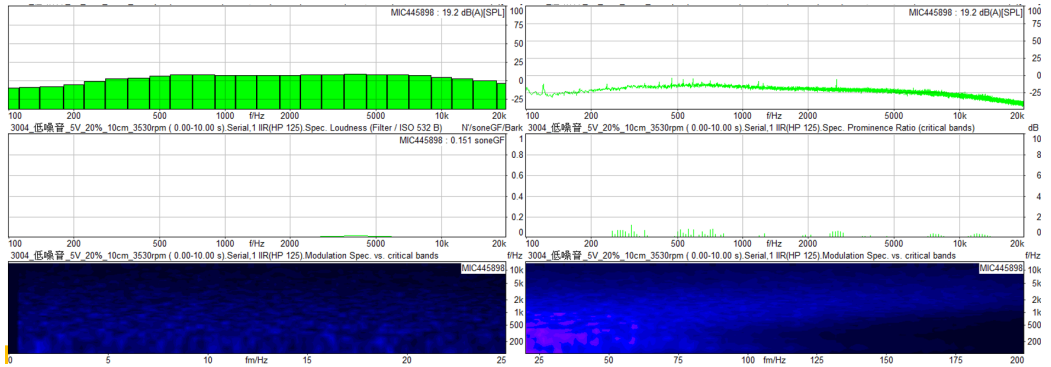 MIC445898 : 19.2 dB(A)[SPL]
100
75
50
25
0
-25
100 200 500 1000 f/Hz 2000 5000 10k 20k
MIC445898 : 19.2 dB(A)[SPL]
100
75
50
25
0
-25
100 200 500 1000 f/Hz 2000 5000 10k 20k
3004_低噪音_5V_20%_10cm_3530rpm ( 0.00-10.00 s).Serial,1 IIR(HP 125).Spec. Loudness (Filter / ISO 532 B) N'/soneGF/Bark
MIC445898 : 0.151 soneGF
1
0.8
0.6
0.4
0.2
0
100 200 500 1000 f/Hz 2000 5000 10k 20k
3004_低噪音_5V_20%_10cm_3530rpm ( 0.00-10.00 s).Serial,1 IIR(HP 125).Spec. Prominence Ratio (critical bands) dB
10
8
6
4
2
0
100 200 500 1000 f/Hz 2000 5000 10k 20k
3004_低噪音_5V_20%_10cm_3530rpm ( 0.00-10.00 s).Serial,1 IIR(HP 125).Modulation Spec. vs. critical bands f/Hz
MIC445898
10k
5k
2k
1k
500
200
0 5 10 fm/Hz 15 20 25
3004_低噪音_5V_20%_10cm_3530rpm ( 0.00-10.00 s).Serial,1 IIR(HP 125).Modulation Spec. vs. critical bands f/Hz
MIC445898
10k
5k
2k
1k
500
200
25 50 75 100 fm/Hz 125 150 175 200